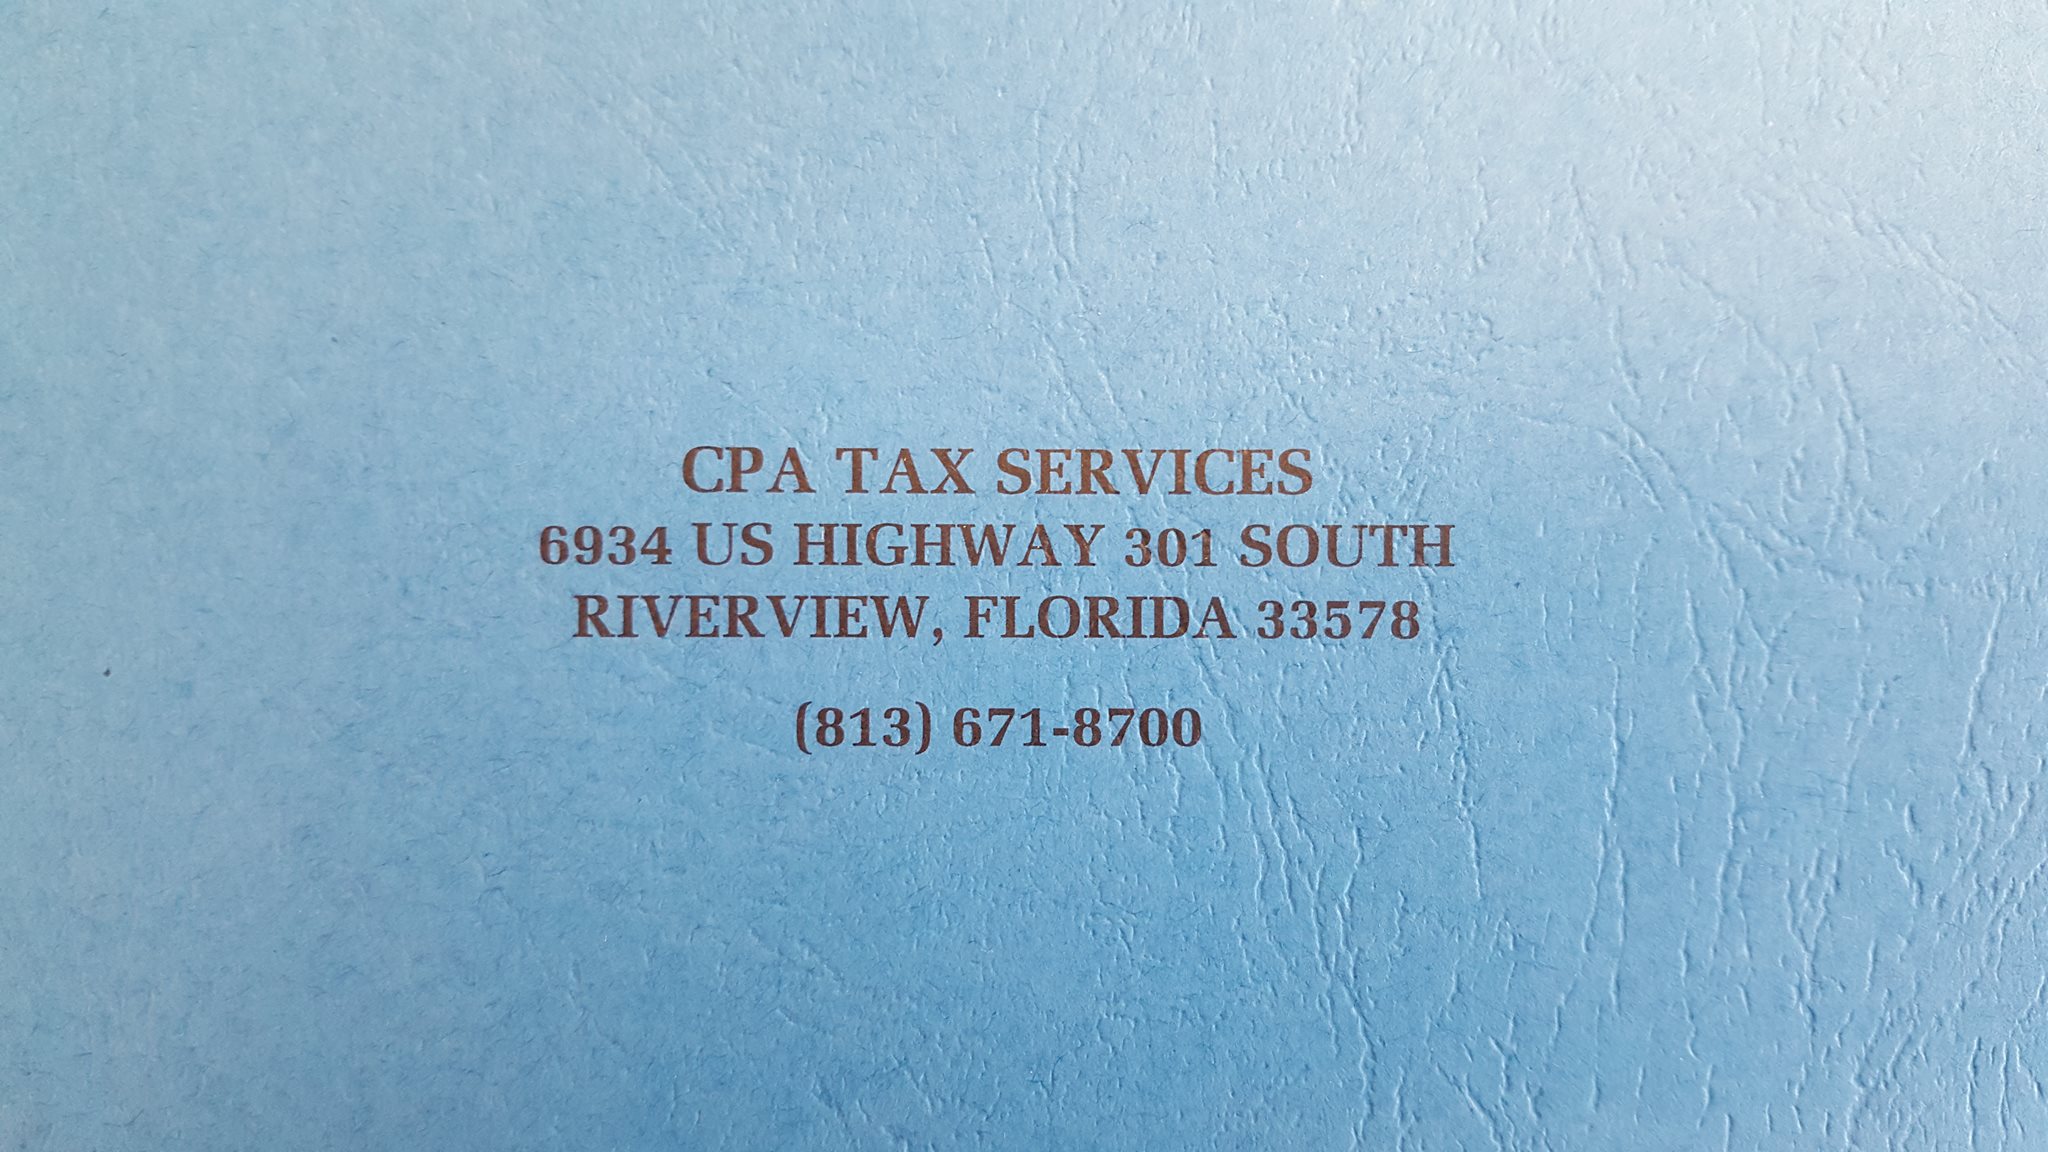 CPA TAX SERVICES
6934 US HIGHWAY 301 SOUTH
RIVERVIEW, FLORIDA 33578
(813) 671-8700